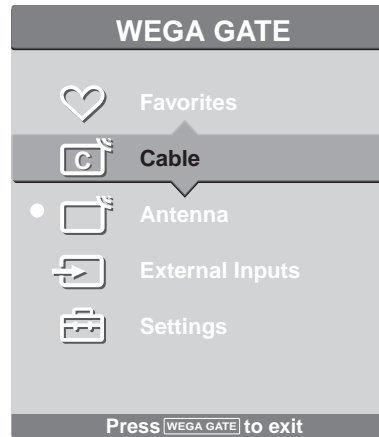 WEGA GATE
Favorites
C Cable
Antenna
External Inputs
Settings
Press WEGA GATE to exit